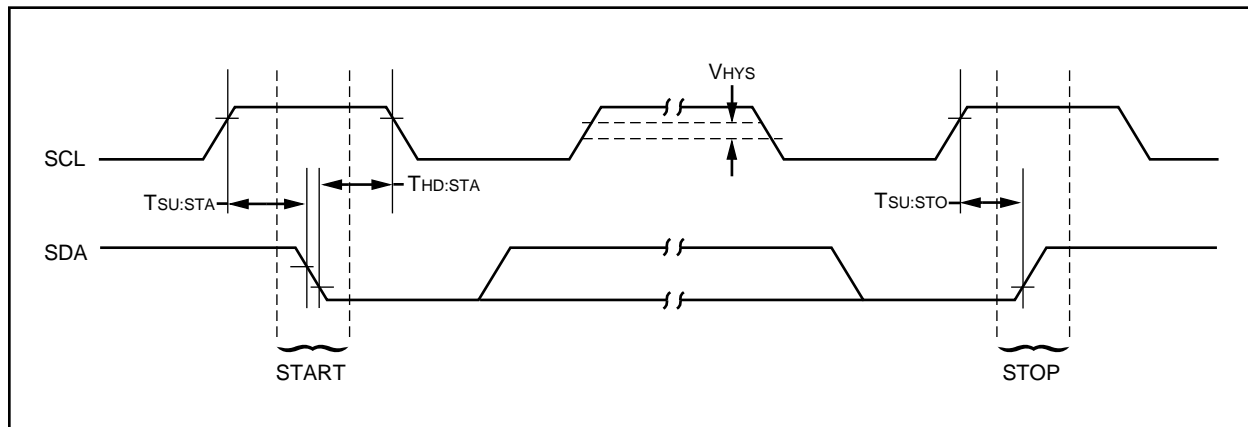 VHYS
SCL
THD:STA
TSU:STA
TSU:STO
SDA
START
STOP